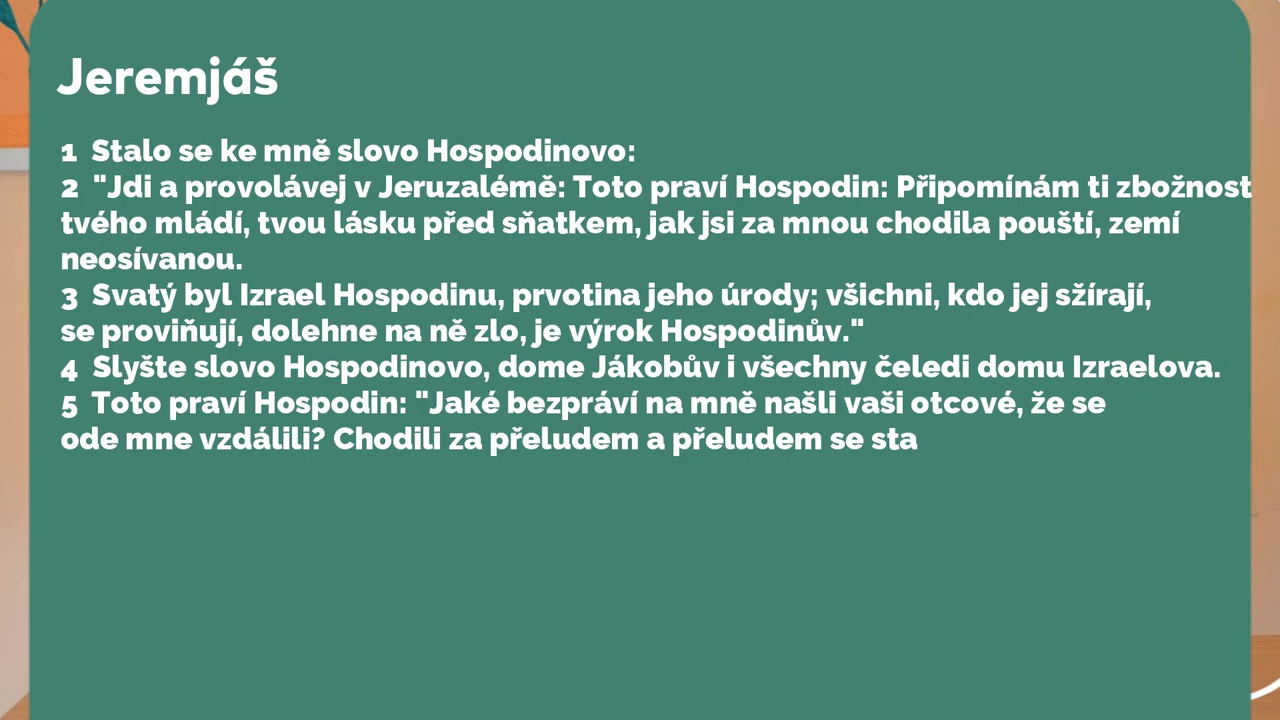 Jeremjáš
1 Stalo se ke mně slovo Hospodinovo:
2 "Jdi a provolávej v Jeruzalémě: Toto praví Hospodin: Připomínám ti zbožnost
tvého mládí, tvou lásku před sňatkem, jak jsi za mnou chodila pouští, zemí
neosívanou.
3 Svatý byl Izrael Hospodinu, prvotina jeho úrody; všichni, kdo jej sžírají,
se proviňují, dolehne na ně zlo, je výrok Hospodinův."
4 Slyšte slovo Hospodinovo, dome Jákobův i všechny čeledi domu Izraelova.
5 Toto praví Hospodin: "Jaké bezpráví na mně našli vaši otcové, že se
ode mne vzdálili? Chodili za přeludem a přeludem se sta